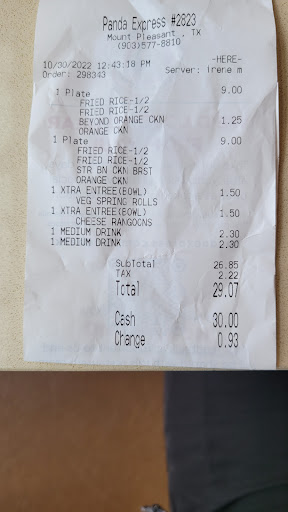 Panda Express #2823
Mount Pleasant , TX
(903)577-8810
-HERE-
10/30/2022 12:43:18 PM
Order: 298343 Server: Irene m
1 Plate 9.00
FRIED RICE-1/2
FRIED RICE-1/2
BEYOND ORANGE CKN 1.25
ORANGE CKN
1 Plate 9.00
FRIED RICE-1/2
FRIED RICE-1/2
STR BN CKN BRST
ORANGE CKN
1 XTRA ENTREE(BOWL) 1.50
VEG SPRING ROLLS
1 XTRA ENTREE(BOWL) 1.50
CHEESE RANGOONS
1 MEDIUM DRINK 2.30
1 MEDIUM DRINK 2.30
SubTotal 26.85
TAX 2.22
Total 29.07
Cash 30.00
Change 0.93